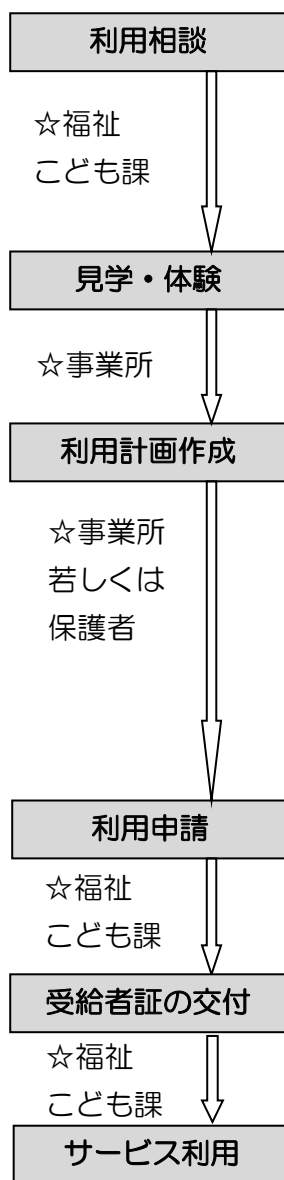 利用相談
☆福祉
こども課
見学・体験
☆事業所
利用計画作成
☆事業所
若しくは
保護者
利用申請
☆福祉
こども課
受給者証の交付
☆福祉
こども課
サービス利用